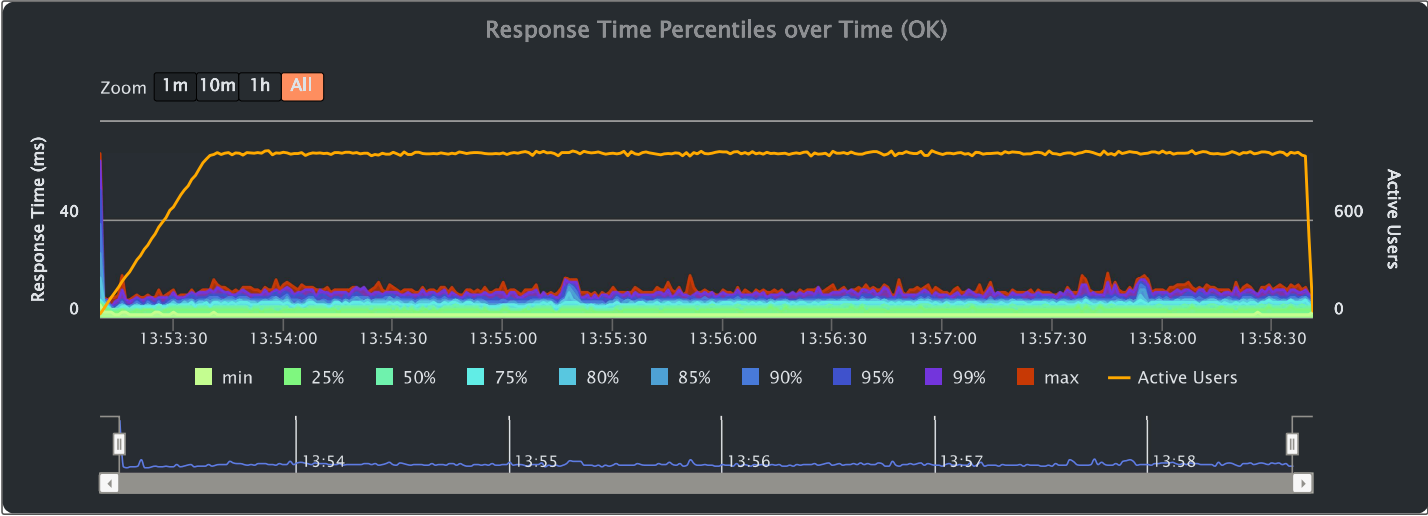 Response Time Percentiles over Time (OK)
Zoom 1m 10m 1h All
Response Time (ms)
40
0
Active Users
600
0
13:53:30 13:54:00 13:54:30 13:55:00 13:55:30 13:56:00 13:56:30 13:57:00 13:57:30 13:58:00 13:58:30
min 25% 50% 75% 80% 85% 90% 95% 99% max Active Users
13:54 13:55 13:56 13:57 13:58